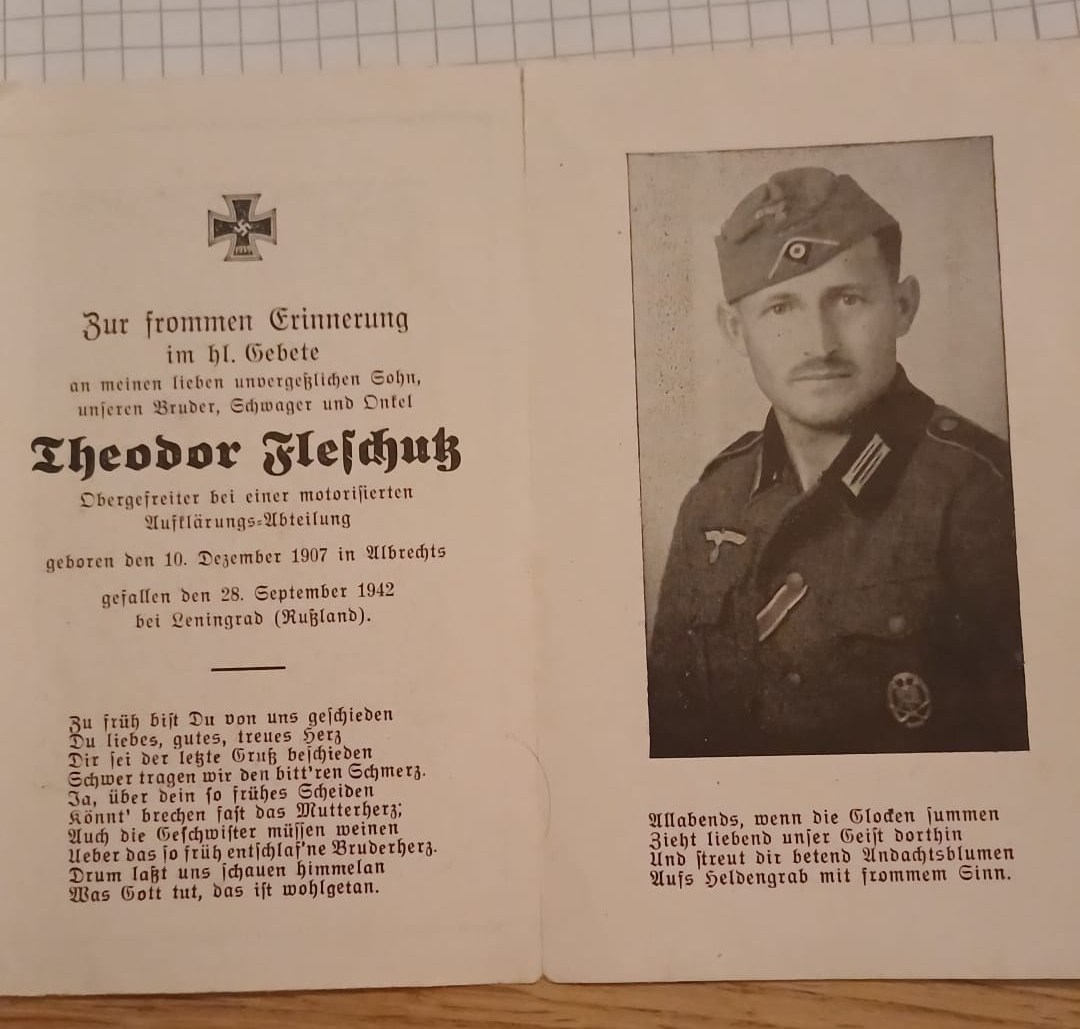 Zur frommen Erinnerung
im hl. Gebete
an meinen lieben unvergeßlichen Sohn,
unseren Bruder, Schwager und Onkel
Theodor Fleschutz
Obergefreiter bei einer motorisierten
Aufklärungs-Abteilung
geboren den 10. Dezember 1907 in Albrechts
gefallen den 28. September 1942
bei Leningrad (Rußland).
Zu früh bist Du von uns geschieden
Du liebes, gutes, treues Herz
Dir sei der letzte Gruß beschieden
Schwer tragen wir den bitt'ren Schmerz.
Ja, über dein so frühes Scheiden
Könnt' brechen fast das Mutterherz;
Auch die Geschwister müssen weinen
Ueber das so früh entschlaf'ne Bruderherz.
Drum laßt uns schauen himmelan
Was Gott tut, das ist wohlgetan.
Allabends, wenn die Glocken summen
Zieht liebend unser Geist dorthin
Und streut dir betend Andachtsblumen
Aufs Heldengrab mit frommem Sinn.